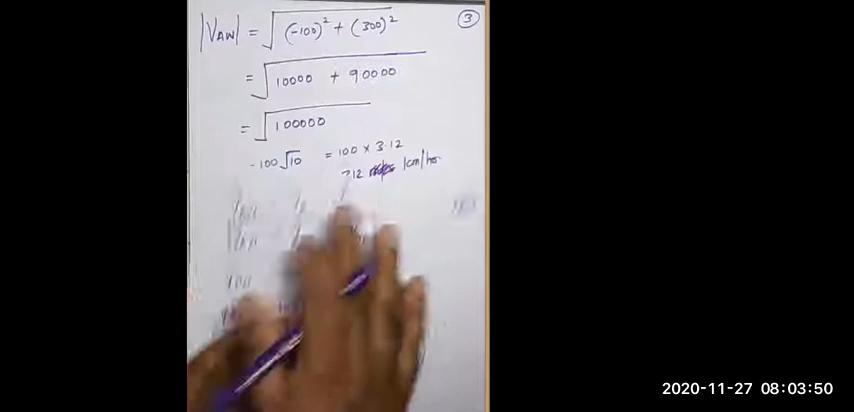 3
|VAW| = √(-100)² + (300)²
= √10000 + 90000
= √100000
-100√10 = 100 × 3.12
312 km/hr
2020-11-27 08:03:50